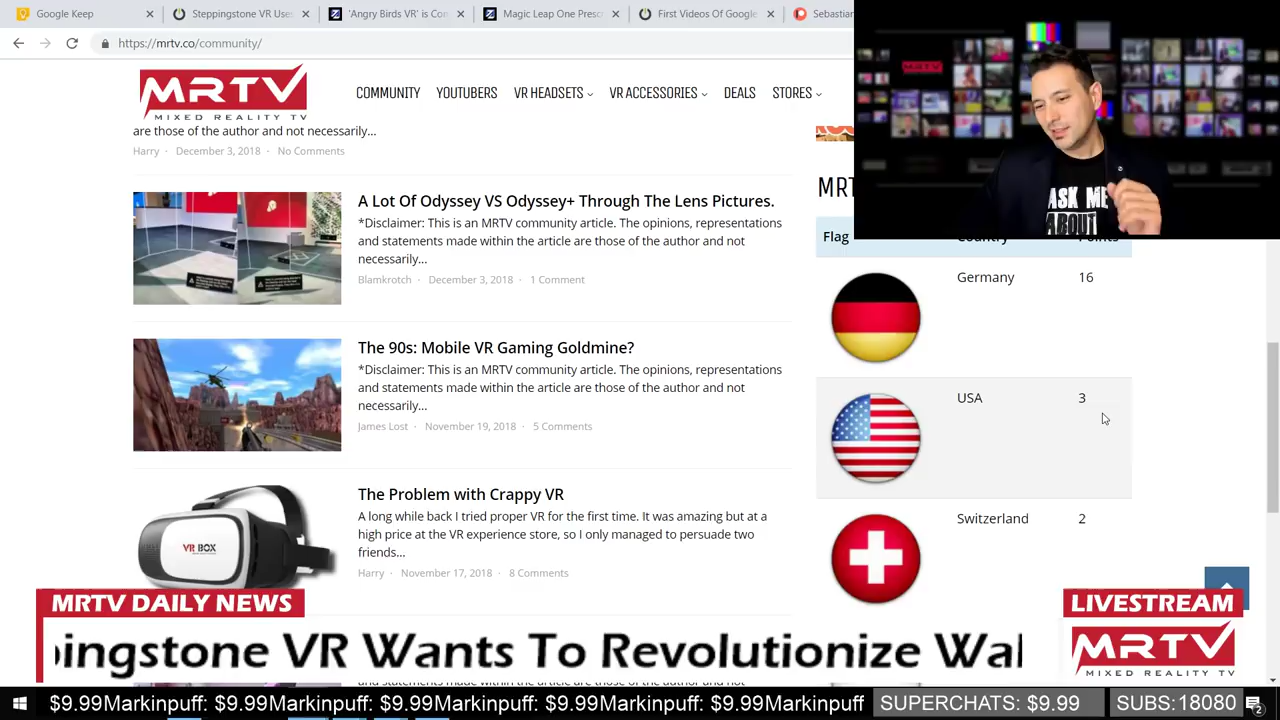 Google Keep
Steppingstone VR Uses
'Angry Birds VR' is Con
Magic Leap One Presc
First Videos Of Google
Sebastian
https://mrtv.co/community/
MRTV
MIXED REALITY TV
COMMUNITY
YOUTUBERS
VR HEADSETS
VR ACCESSORIES
DEALS
STORES
are those of the author and not necessarily...
Harry · December 3, 2018 · No Comments
A Lot Of Odyssey VS Odyssey+ Through The Lens Pictures.
*Disclaimer: This is an MRTV community article. The opinions, representations
and statements made within the article are those of the author and not
necessarily...
Blamkrotch · December 3, 2018 · 1 Comment
The 90s: Mobile VR Gaming Goldmine?
*Disclaimer: This is an MRTV community article. The opinions, representations
and statements made within the article are those of the author and not
necessarily...
James Lost · November 19, 2018 · 5 Comments
VR BOX
The Problem with Crappy VR
A long while back I tried proper VR for the first time. It was amazing but at a
high price at the VR experience store, so I only managed to persuade two
friends...
Harry · November 17, 2018 · 8 Comments
MRTV
ASK ME
ABOUT
MRT
Flag Country Points
Germany 16
USA 3
Switzerland 2
MRTV DAILY NEWS
pingstone VR Wants To Revolutionize Wal
LIVESTREAM
MRTV
MIXED REALITY TV
$9.99Markinpuff: $9.99Markinpuff: $9.99Markinpuff: $9.99Markinpuff: $9.99Markinpuff
SUPERCHATS: $9.99
SUBS:18080
2